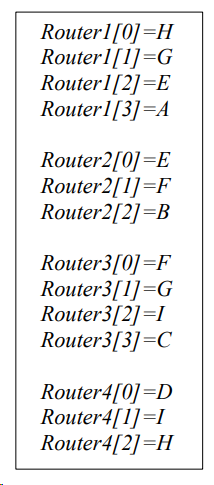 Router1[0]=H
Router1[1]=G
Router1[2]=E
Router1[3]=A
Router2[0]=E
Router2[1]=F
Router2[2]=B
Router3[0]=F
Router3[1]=G
Router3[2]=I
Router3[3]=C
Router4[0]=D
Router4[1]=I
Router4[2]=H